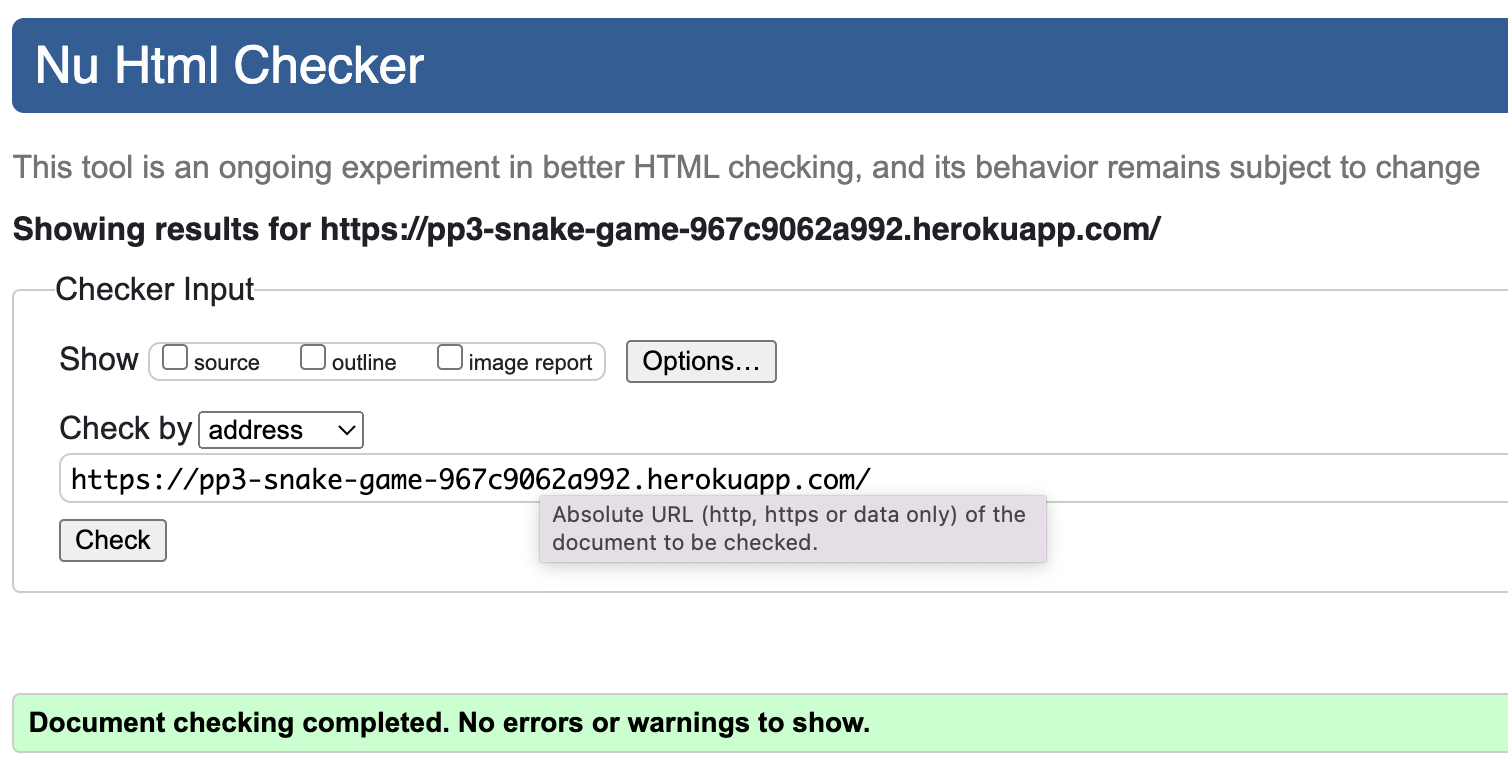 Nu Html Checker
This tool is an ongoing experiment in better HTML checking, and its behavior remains subject to change
Showing results for https://pp3-snake-game-967c9062a992.herokuapp.com/
Checker Input
Show source outline image report Options...
Check by address
https://pp3-snake-game-967c9062a992.herokuapp.com/
Absolute URL (http, https or data only) of the
document to be checked.
Check
Document checking completed. No errors or warnings to show.